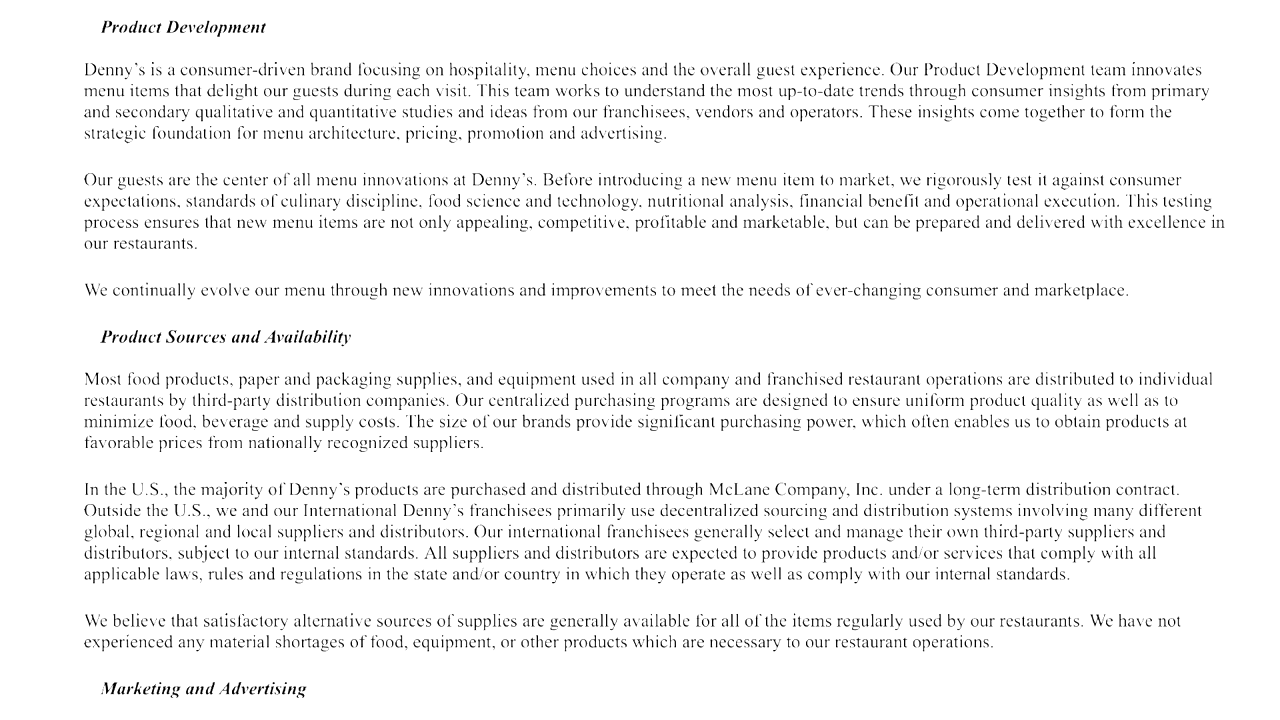 Product Development
Denny's is a consumer-driven brand focusing on hospitality, menu choices and the overall guest experience. Our Product Development team innovates
menu items that delight our guests during each visit. This team works to understand the most up-to-date trends through consumer insights from primary
and secondary qualitative and quantitative studies and ideas from our franchisees, vendors and operators. These insights come together to form the
strategic foundation for menu architecture, pricing, promotion and advertising.
Our guests are the center of all menu innovations at Denny's. Before introducing a new menu item to market, we rigorously test it against consumer
expectations, standards of culinary discipline, food science and technology, nutritional analysis, financial benefit and operational execution. This testing
process ensures that new menu items are not only appealing, competitive, profitable and marketable, but can be prepared and delivered with excellence in
our restaurants.
We continually evolve our menu through new innovations and improvements to meet the needs of ever-changing consumer and marketplace.
Product Sources and Availability
Most food products, paper and packaging supplies, and equipment used in all company and franchised restaurant operations are distributed to individual
restaurants by third-party distribution companies. Our centralized purchasing programs are designed to ensure uniform product quality as well as to
minimize food, beverage and supply costs. The size of our brands provide significant purchasing power, which often enables us to obtain products at
favorable prices from nationally recognized suppliers.
In the U.S., the majority of Denny's products are purchased and distributed through McLane Company, Inc. under a long-term distribution contract.
Outside the U.S., we and our International Denny's franchisees primarily use decentralized sourcing and distribution systems involving many different
global, regional and local suppliers and distributors. Our international franchisees generally select and manage their own third-party suppliers and
distributors, subject to our internal standards. All suppliers and distributors are expected to provide products and/or services that comply with all
applicable laws, rules and regulations in the state and/or country in which they operate as well as comply with our internal standards.
We believe that satisfactory alternative sources of supplies are generally available for all of the items regularly used by our restaurants. We have not
experienced any material shortages of food, equipment, or other products which are necessary to our restaurant operations.
Marketing and Advertising